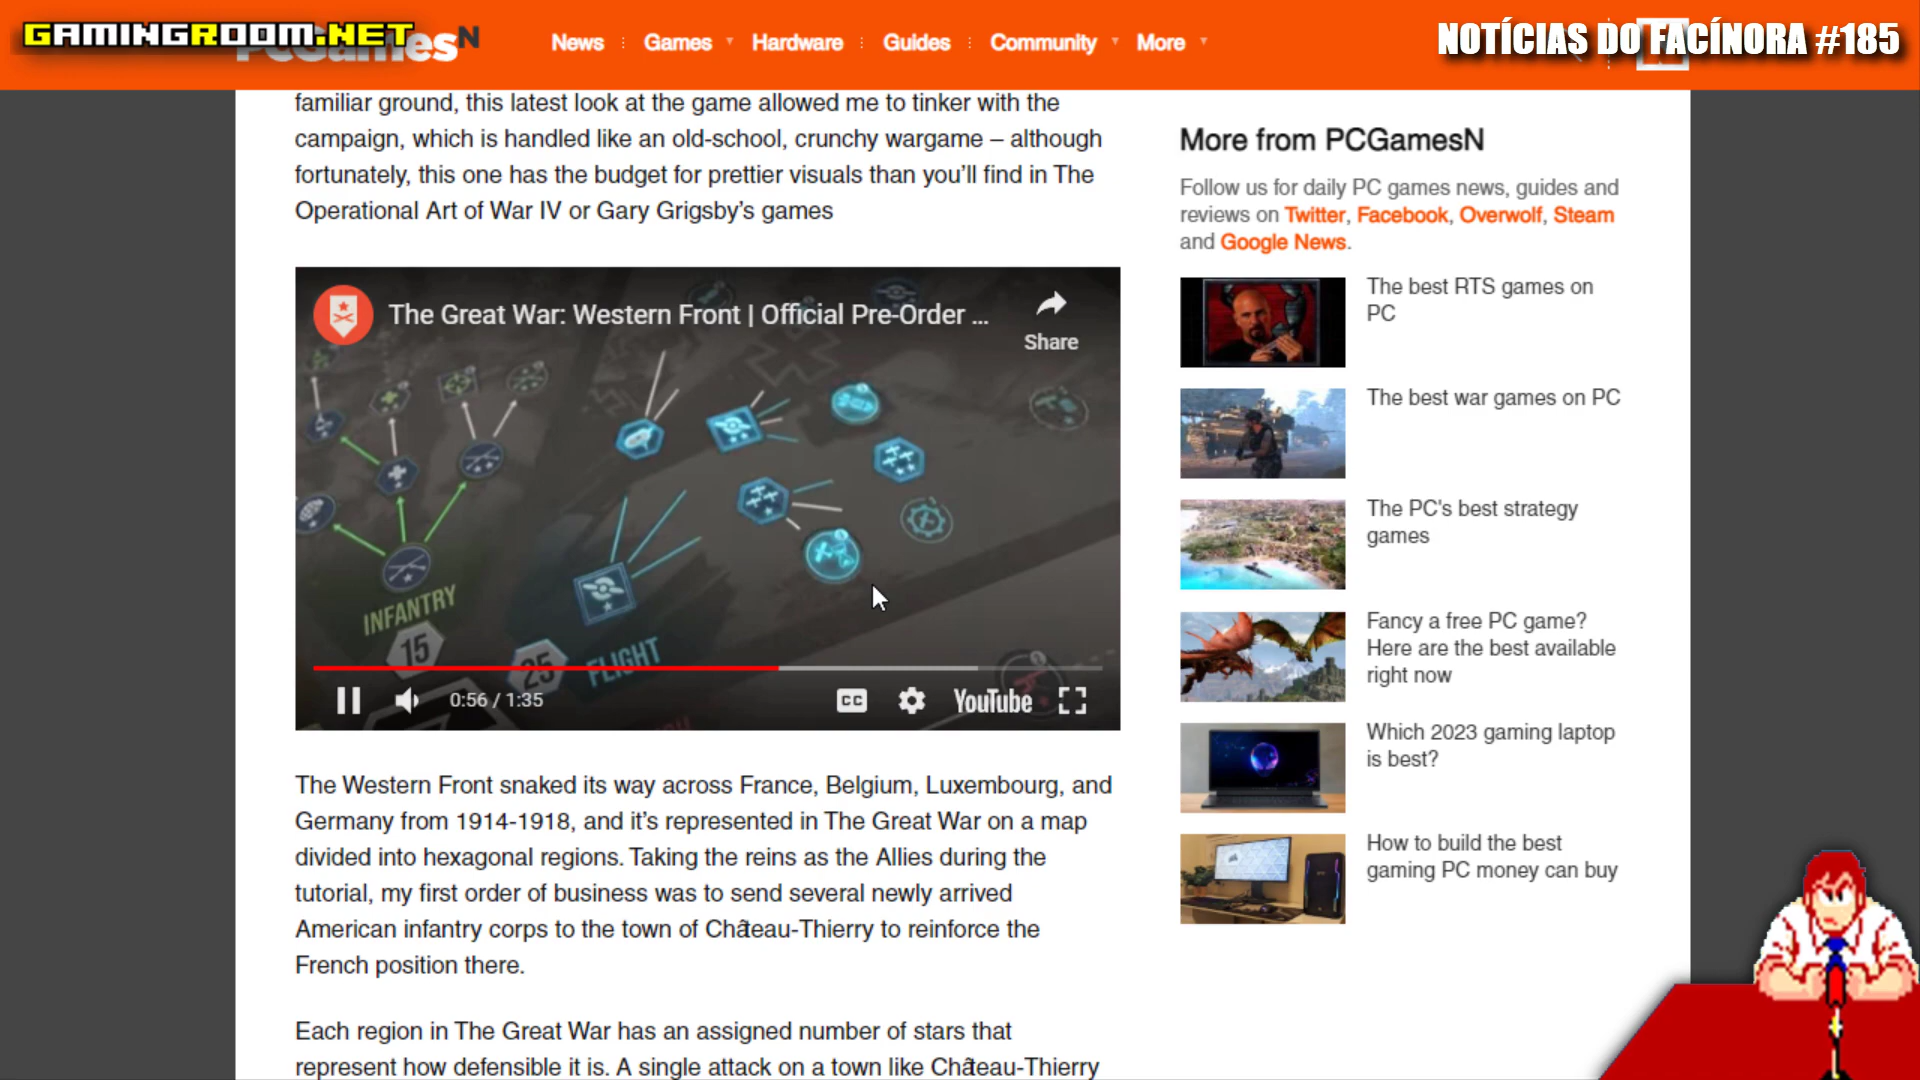 GAMINGROOM.NET
PCGamesN
News
Games
Hardware
Guides
Community
More
NOTÍCIAS DO FACÍNORA #185
familiar ground, this latest look at the game allowed me to tinker with the
campaign, which is handled like an old-school, crunchy wargame – although
fortunately, this one has the budget for prettier visuals than you’ll find in The
Operational Art of War IV or Gary Grigsby’s games
The Great War: Western Front | Official Pre-Order ...
Share
INFANTRY
15
25
FLIGHT
0:56 / 1:35
CC
YouTube
The Western Front snaked its way across France, Belgium, Luxembourg, and
Germany from 1914-1918, and it’s represented in The Great War on a map
divided into hexagonal regions. Taking the reins as the Allies during the
tutorial, my first order of business was to send several newly arrived
American infantry corps to the town of Château-Thierry to reinforce the
French position there.
Each region in The Great War has an assigned number of stars that
represent how defensible it is. A single attack on a town like Château-Thierry
More from PCGamesN
Follow us for daily PC games news, guides and
reviews on Twitter, Facebook, Overwolf, Steam
and Google News.
The best RTS games on
PC
The best war games on PC
The PC's best strategy
games
Fancy a free PC game?
Here are the best available
right now
Which 2023 gaming laptop
is best?
How to build the best
gaming PC money can buy